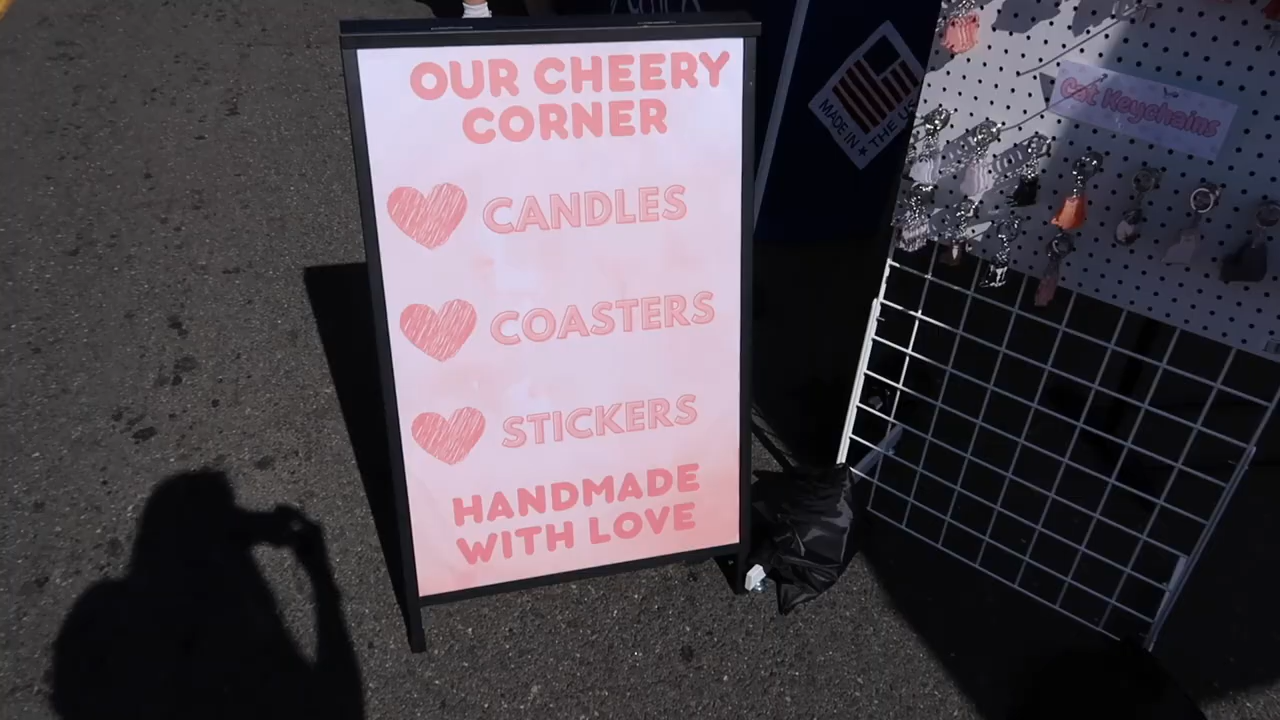 OUR CHEERY
CORNER
CANDLES
COASTERS
STICKERS
HANDMADE
WITH LOVE
MADE IN
THE US
Cat Keychains